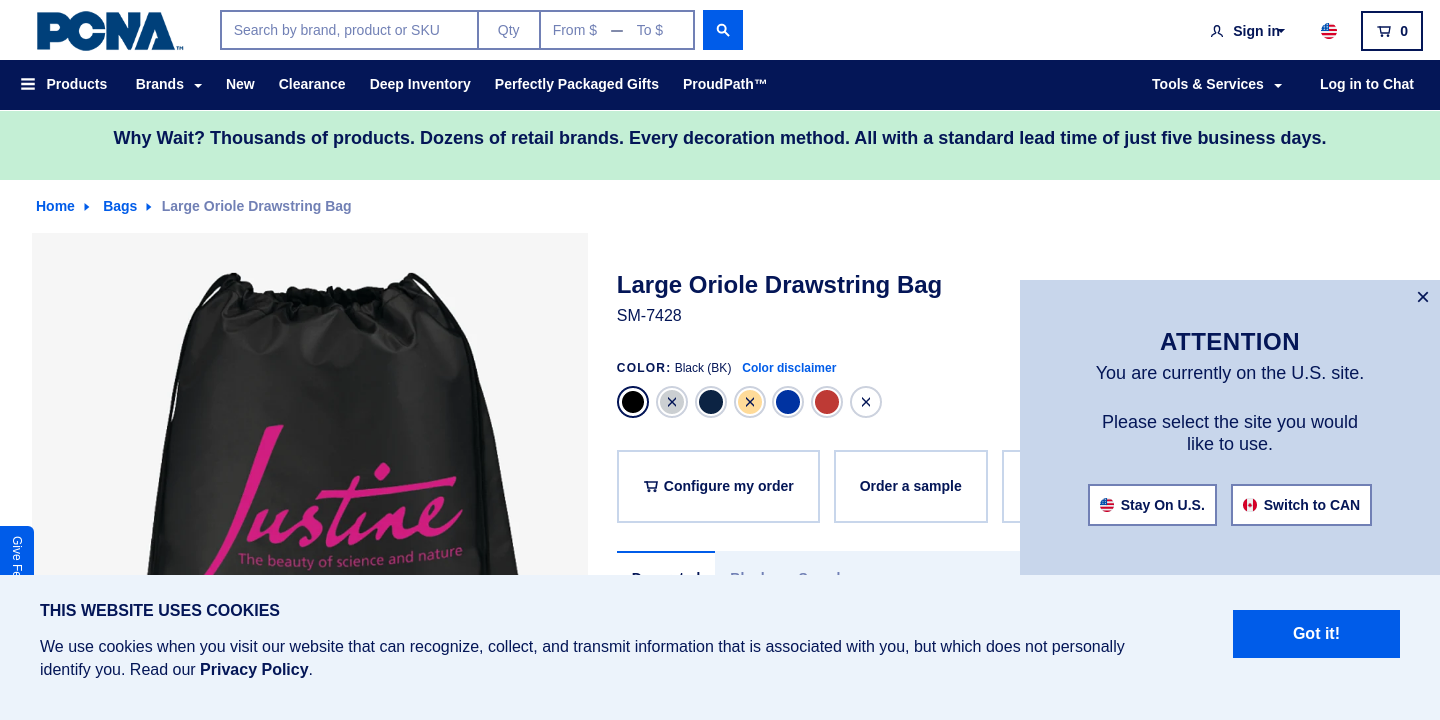 PCNA™
Search by brand, product or SKU
Qty
From $ — To $
Sign in
0
Products
Brands
New
Clearance
Deep Inventory
Perfectly Packaged Gifts
ProudPath™
Tools & Services
Log in to Chat
Why Wait? Thousands of products. Dozens of retail brands. Every decoration method. All with a standard lead time of just five business days.
Home
Bags
Large Oriole Drawstring Bag
Justine
The beauty of science and nature
Large Oriole Drawstring Bag
SM-7428
COLOR: Black (BK) Color disclaimer
Configure my order
Order a sample
ATTENTION
You are currently on the U.S. site.
Please select the site you would
like to use.
Stay On U.S.
Switch to CAN
Give
THIS WEBSITE USES COOKIES
We use cookies when you visit our website that can recognize, collect, and transmit information that is associated with you, but which does not personally
identify you. Read our Privacy Policy.
Got it!